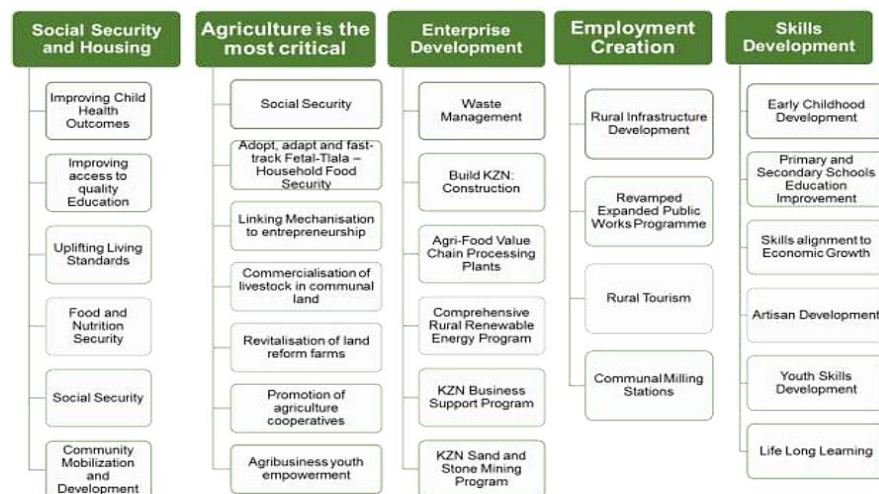 Social Security
and Housing
Improving Child
Health
Outcomes
Improving
access to
quality
Education
Uplifting Living
Standards
Food and
Nutrition
Security
Social Security
Community
Mobilization
and
Development
Agriculture is the
most critical
Social Security
Adopt, adapt and fast-
track Fetal-Tlala –
Household Food
Security
Linking Mechanisation
to entrepreneurship
Commercialisation of
livestock in communal
land
Revitalisation of land
reform farms
Promotion of
agriculture
cooperatives
Agribusiness youth
empowerment
Enterprise
Development
Waste
Management
Build KZN:
Construction
Agri-Food Value
Chain Processing
Plants
Comprehensive
Rural Renewable
Energy Program
KZN Business
Support Program
KZN Sand and
Stone Mining
Program
Employment
Creation
Rural Infrastructure
Development
Revamped
Expanded Public
Works Programme
Rural Tourism
Communal Milling
Stations
Skills
Development
Early Childhood
Development
Primary and
Secondary Schools
Education
Improvement
Skills alignment to
Economic Growth
Artisan Development
Youth Skills
Development
Life Long Learning